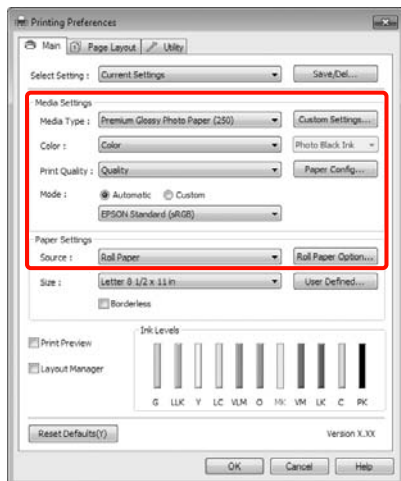 Printing Preferences
Main Page Layout Utility
Select Setting : Current Settings Save/Del...
Media Settings
Media Type : Premium Glossy Photo Paper (250) Custom Settings...
Color : Color Photo Black Ink
Print Quality : Quality Paper Config...
Mode : Automatic Custom
EPSON Standard (sRGB)
Paper Settings
Source : Roll Paper Roll Paper Option...
Size : Letter 8 1/2 x 11 in User Defined...
Borderless
Ink Levels
Print Preview
Layout Manager
G LLK Y LC VLM O MK VM LK C PK
Reset Defaults(Y) Version X.XX
OK Cancel Help